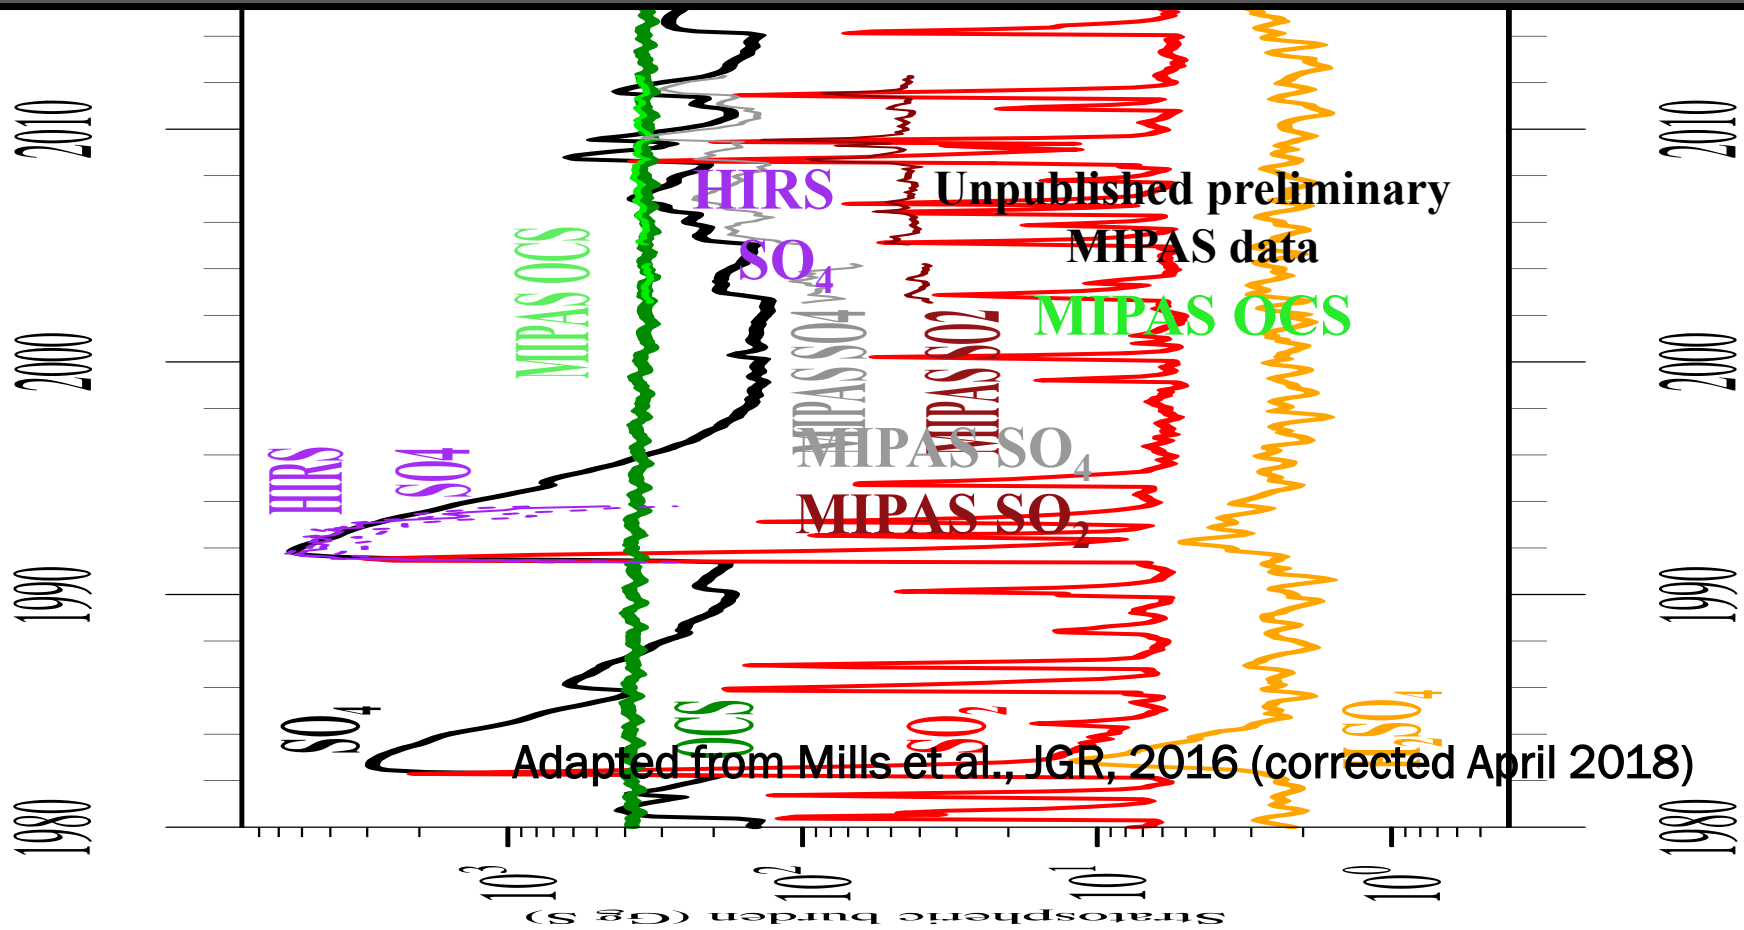 2010
2010
HIRS
SO4
Unpublished preliminary
MIPAS data
MIPAS OCS
MIPAS OCS
2000
2000
MIPAS SO4
MIPAS SO2
MIPAS SO4
MIPAS SO2
HIRS
SO4
1990
1990
SO4
OCS
SO2
H2SO4
Adapted from Mills et al., JGR, 2016 (corrected April 2018)
1980
1980
10^3
10^2
10^1
10^0
Stratospheric burden (Gg S)